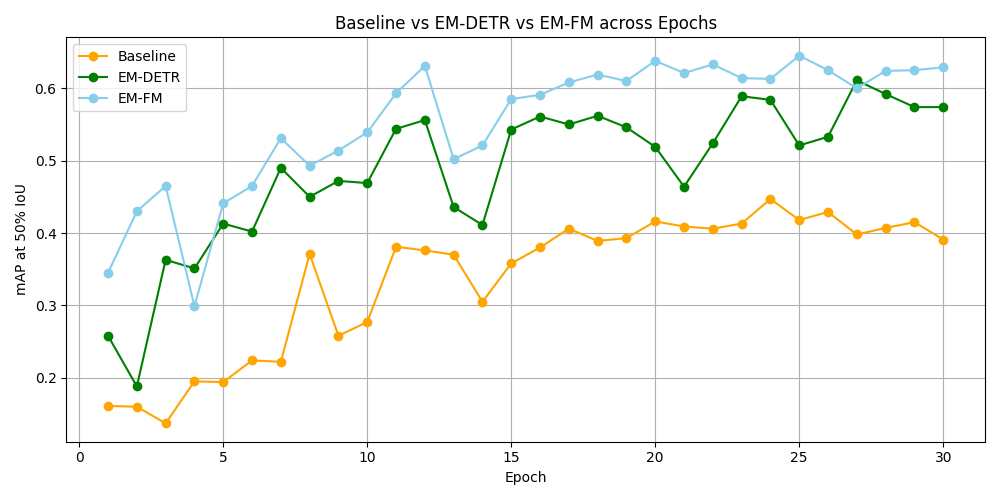 Baseline vs EM-DETR vs EM-FM across Epochs
Baseline
EM-DETR
EM-FM
mAP at 50% IoU
0.6
0.5
0.4
0.3
0.2
0 5 10 15 20 25 30
Epoch